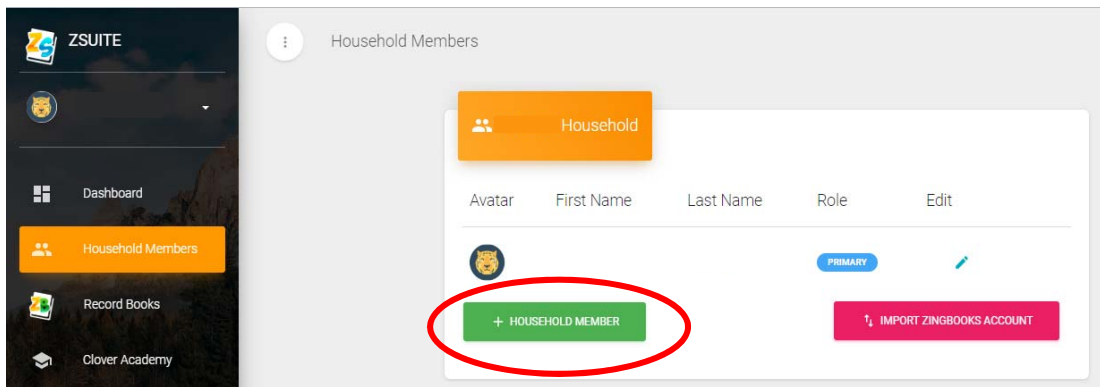 ZSUITE
Household Members
Household
Dashboard
Avatar First Name Last Name Role Edit
Household Members
PRIMARY
Record Books
+ HOUSEHOLD MEMBER
IMPORT ZINGBOOKS ACCOUNT
Clover Academy